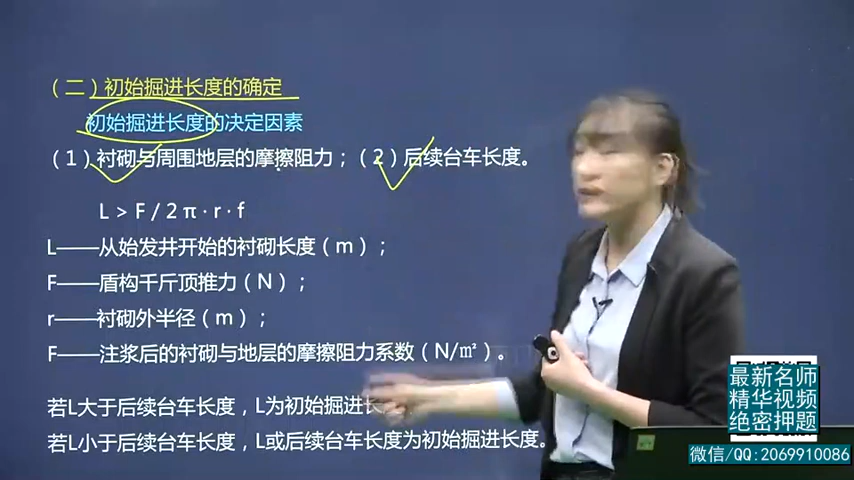 （二）初始掘进长度的确定
初始掘进长度的决定因素
（1）衬砌与周围地层的摩擦阻力；（2）后续台车长度。
L > F / 2 π · r · f
L——从始发井开始的衬砌长度（m）；
F——盾构千斤顶推力（N）；
r——衬砌外半径（m）；
F——注浆后的衬砌与地层的摩擦阻力系数（N/㎡）。
若L大于后续台车长度，L为初始掘进长
若L小于后续台车长度，L或后续台车长度为初始掘进长度。
最新名师
精华视频
绝密押题
微信/QQ:2069910086